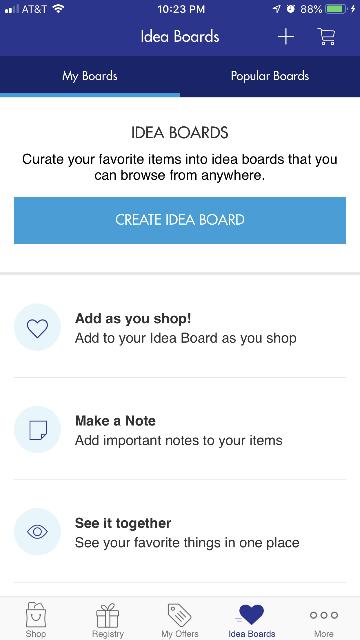 AT&T 10:23 PM 88%
Idea Boards
My Boards Popular Boards
IDEA BOARDS
Curate your favorite items into idea boards that you
can browse from anywhere.
CREATE IDEA BOARD
Add as you shop!
Add to your Idea Board as you shop
Make a Note
Add important notes to your items
See it together
See your favorite things in one place
Shop Registry My Offers Idea Boards More